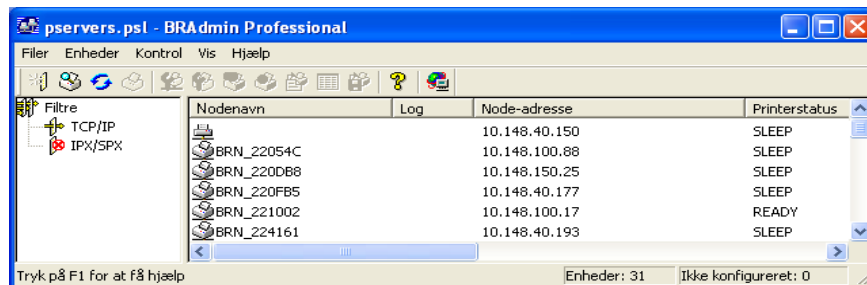 pservers.psl - BRAdmin Professional
Filer Enheder Kontrol Vis Hjælp
Filtre
TCP/IP
IPX/SPX
Nodenavn Log Node-adresse Printerstatus
10.148.40.150 SLEEP
BRN_22054C 10.148.100.88 SLEEP
BRN_220DB8 10.148.150.25 SLEEP
BRN_220FB5 10.148.40.177 SLEEP
BRN_221002 10.148.100.17 READY
BRN_224161 10.148.40.193 SLEEP
Tryk på F1 for at få hjælp Enheder: 31 Ikke konfigureret: 0